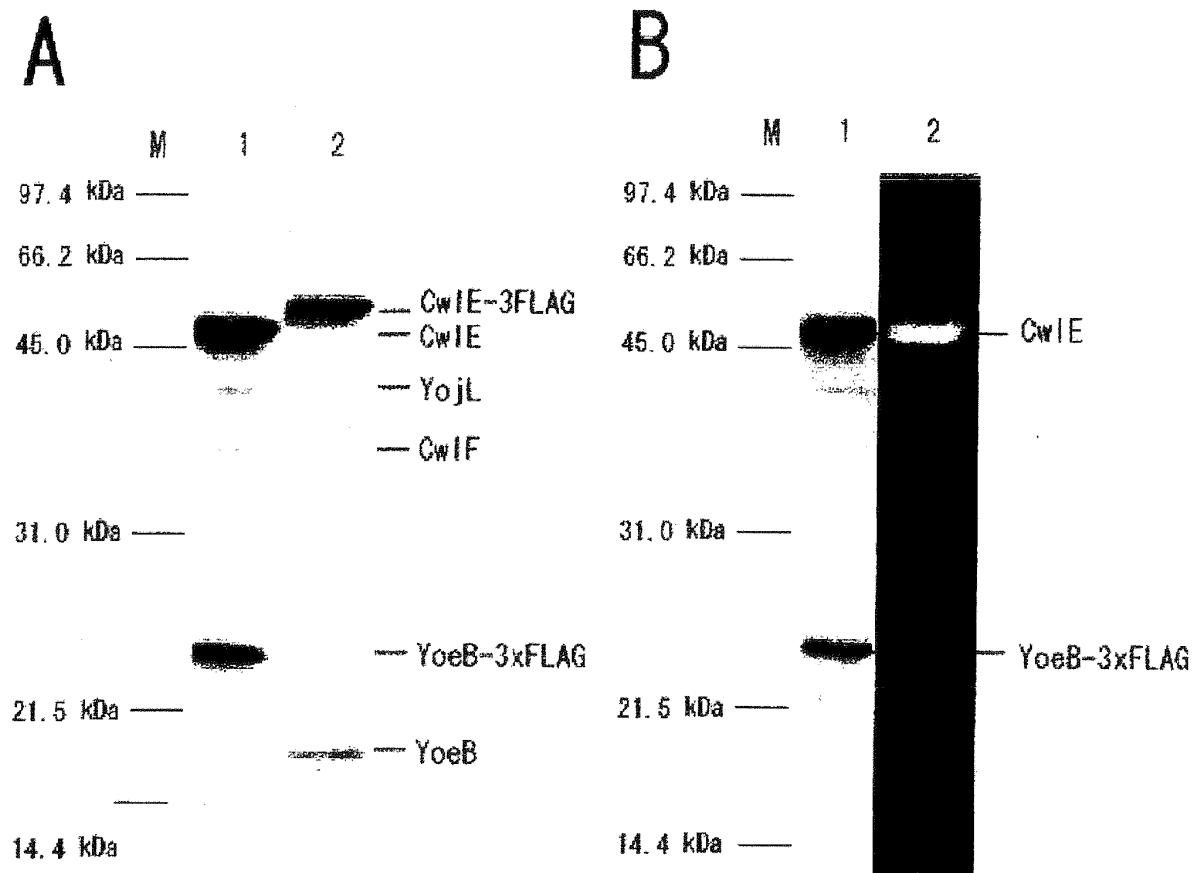 A
M 1 2
97.4 kDa
66.2 kDa
CwlE-3FLAG
CwlE
45.0 kDa
YojL
CwlF
31.0 kDa
YoeB-3xFLAG
21.5 kDa
YoeB
14.4 kDa
B
M 1 2
97.4 kDa
66.2 kDa
CwlE
45.0 kDa
31.0 kDa
YoeB-3xFLAG
21.5 kDa
14.4 kDa